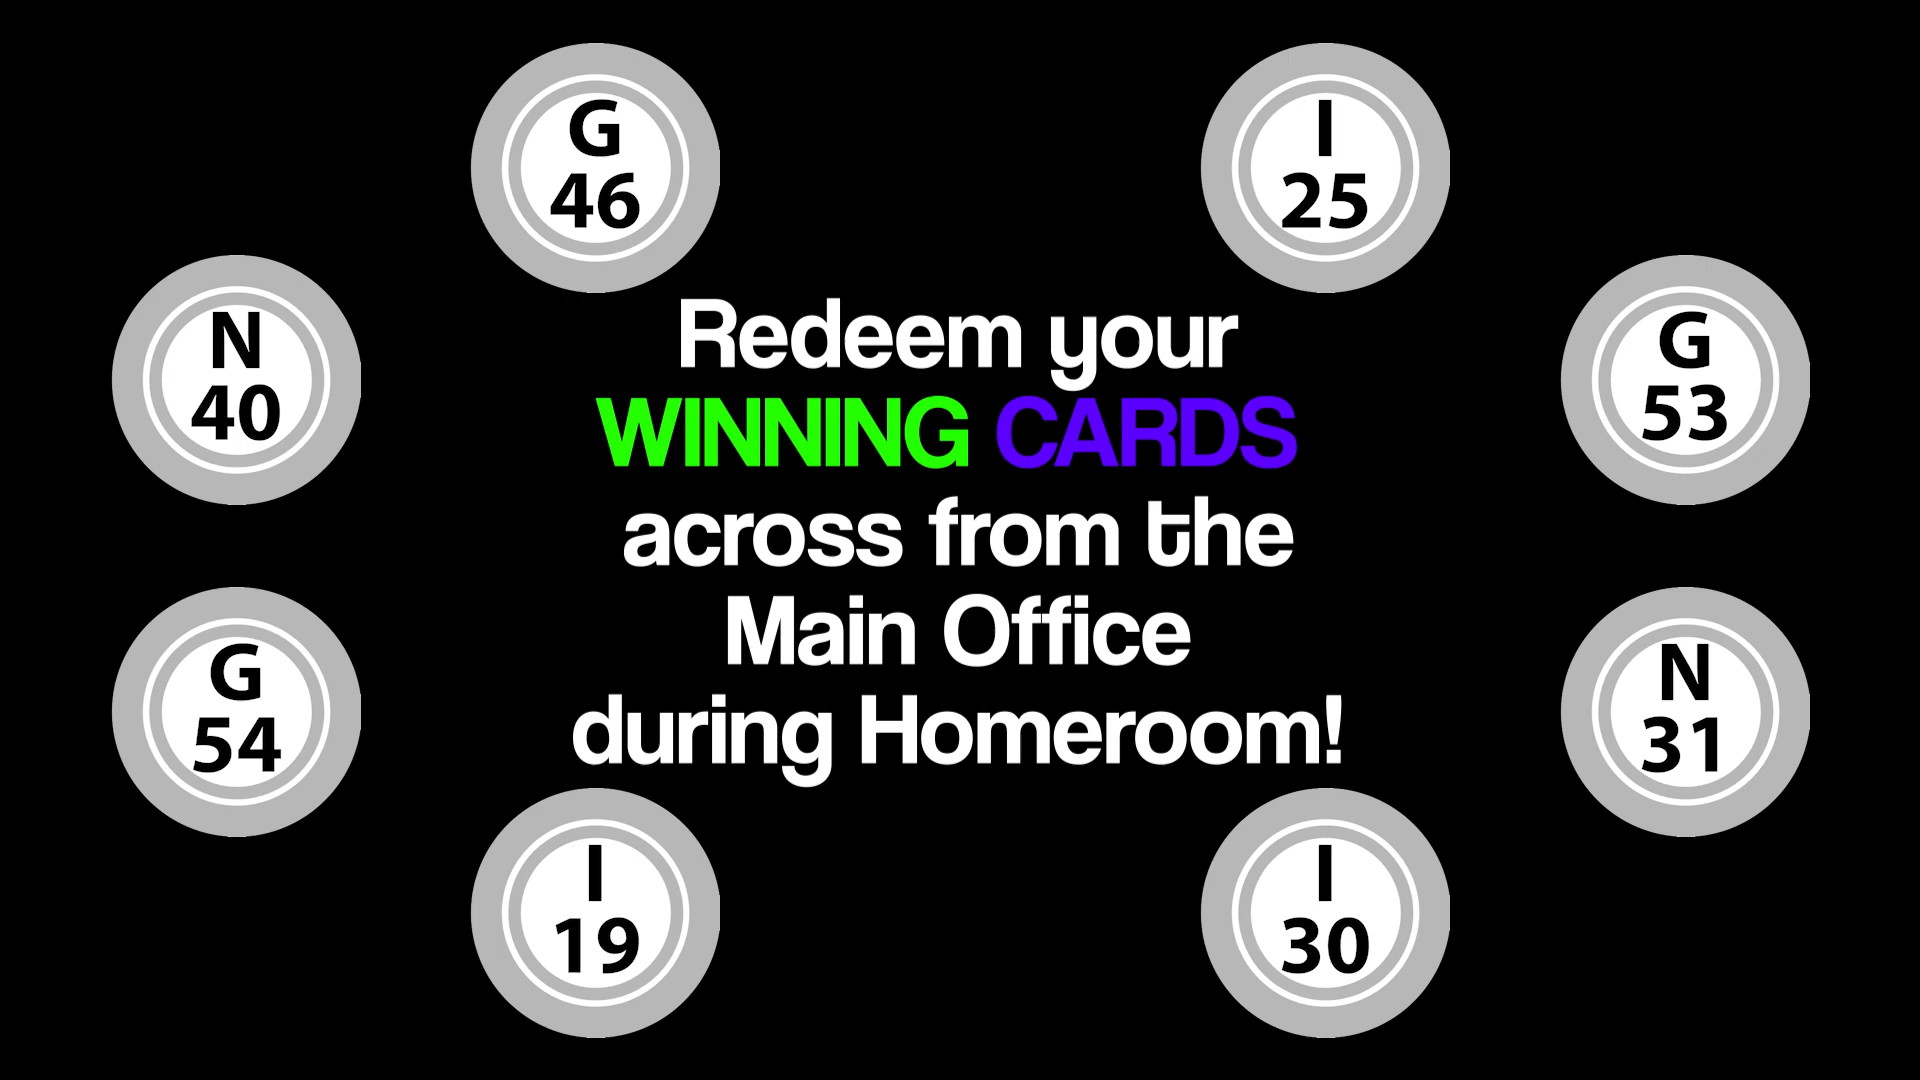 G
46
I
25
N
40
G
53
Redeem your
WINNING CARDS
across from the
Main Office
during Homeroom!
G
54
N
31
I
19
I
30